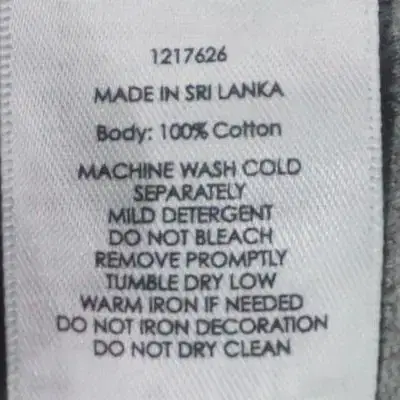 1217626
MADE IN SRI LANKA
Body: 100% Cotton
MACHINE WASH COLD
SEPARATELY
MILD DETERGENT
DO NOT BLEACH
REMOVE PROMPTLY
TUMBLE DRY LOW
WARM IRON IF NEEDED
DO NOT IRON DECORATION
DO NOT DRY CLEAN